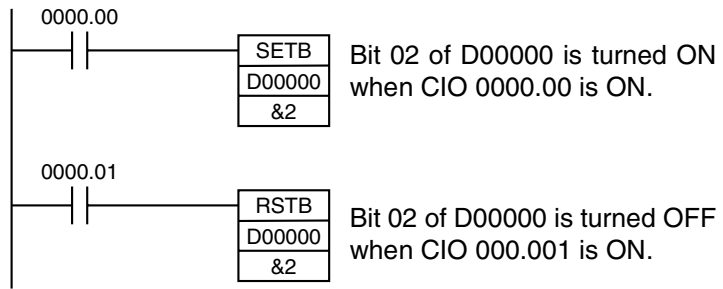 0000.00
SETB
D00000
&2
Bit 02 of D00000 is turned ON
when CIO 0000.00 is ON.
0000.01
RSTB
D00000
&2
Bit 02 of D00000 is turned OFF
when CIO 000.001 is ON.